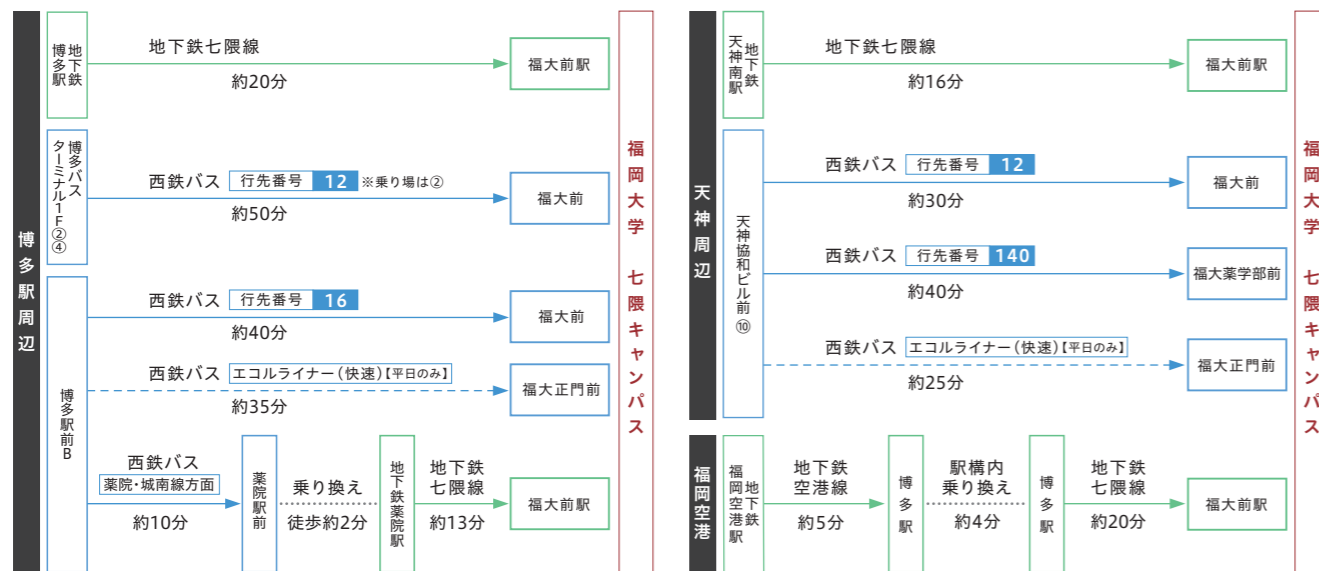 博多駅周辺
地下鉄
博多駅
地下鉄七隈線
約20分
福大前駅
博多バス
ターミナル1F②④
西鉄バス 行先番号 12 ※乗り場は②
約50分
福大前
博多駅前B
西鉄バス 行先番号 16
約40分
福大前
西鉄バス エコルライナー(快速)【平日のみ】
約35分
福大正門前
西鉄バス
薬院・城南線方面
約10分
薬院駅前
乗り換え
徒歩約2分
地下鉄薬院駅
地下鉄
七隈線
約13分
福大前駅
福岡大学 七隈キャンパス
天神周辺
地下鉄
天神南駅
地下鉄七隈線
約16分
福大前駅
天神協和ビル前⑩
西鉄バス 行先番号 12
約30分
福大前
西鉄バス 行先番号 140
約40分
福大薬学部前
西鉄バス エコルライナー(快速)【平日のみ】
約25分
福大正門前
福岡空港
地下鉄
福岡空港駅
地下鉄
空港線
約5分
博多駅
駅構内
乗り換え
約4分
博多駅
地下鉄
七隈線
約20分
福大前駅
福岡大学 七隈キャンパス